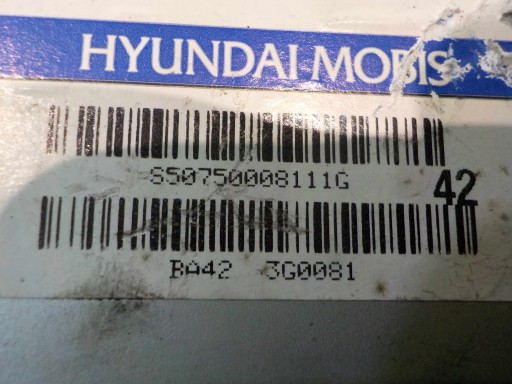 HYUNDAI MOBIS
S50750008111G
42
BA42 3G0081